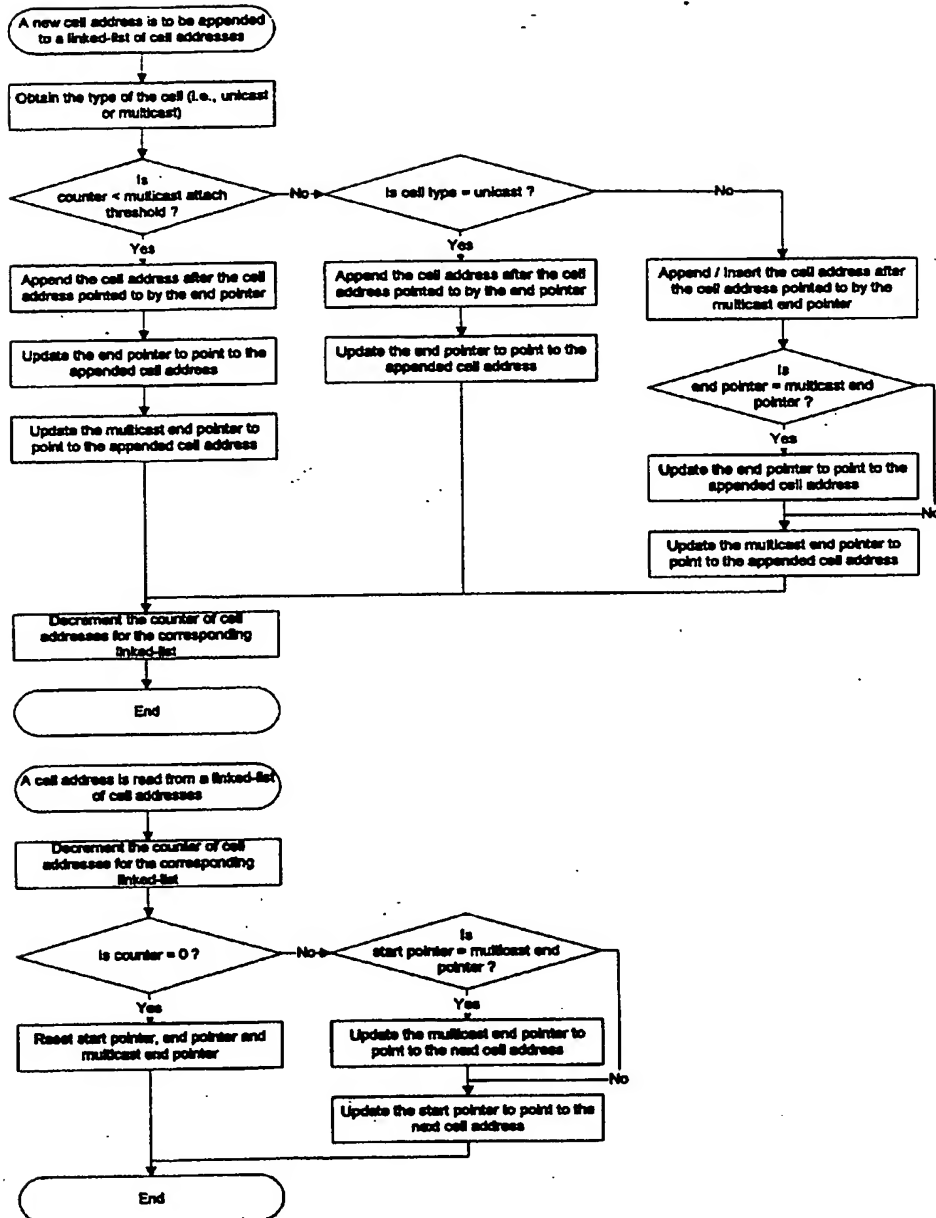 A new cell address is to be appended
to a linked-list of cell addresses
Obtain the type of the cell (i.e., unicast
or multicast)
Is
counter < multicast attach
threshold ?
No
Is cell type = unicast ?
No
Yes
Yes
Append the cell address after the cell
address pointed to by the end pointer
Append the cell address after the cell
address pointed to by the end pointer
Append / Insert the cell address after
the cell address pointed to by the
multicast end pointer
Update the end pointer to point to the
appended cell address
Update the end pointer to point to the
appended cell address
Is
end pointer = multicast end
pointer ?
Update the multicast end pointer to
point to the appended cell address
Yes
Update the end pointer to point to the
appended cell address
No
Update the multicast end pointer to
point to the appended cell address
Decrement the counter of cell
addresses for the corresponding
linked-list
End
A cell address is read from a linked-list
of cell addresses
Decrement the counter of cell
addresses for the corresponding
linked-list
Is counter = 0 ?
No
Is
start pointer = multicast end
pointer ?
Yes
Yes
Reset start pointer, end pointer and
multicast end pointer
Update the multicast end pointer to
point to the next cell address
No
Update the start pointer to point to the
next cell address
End